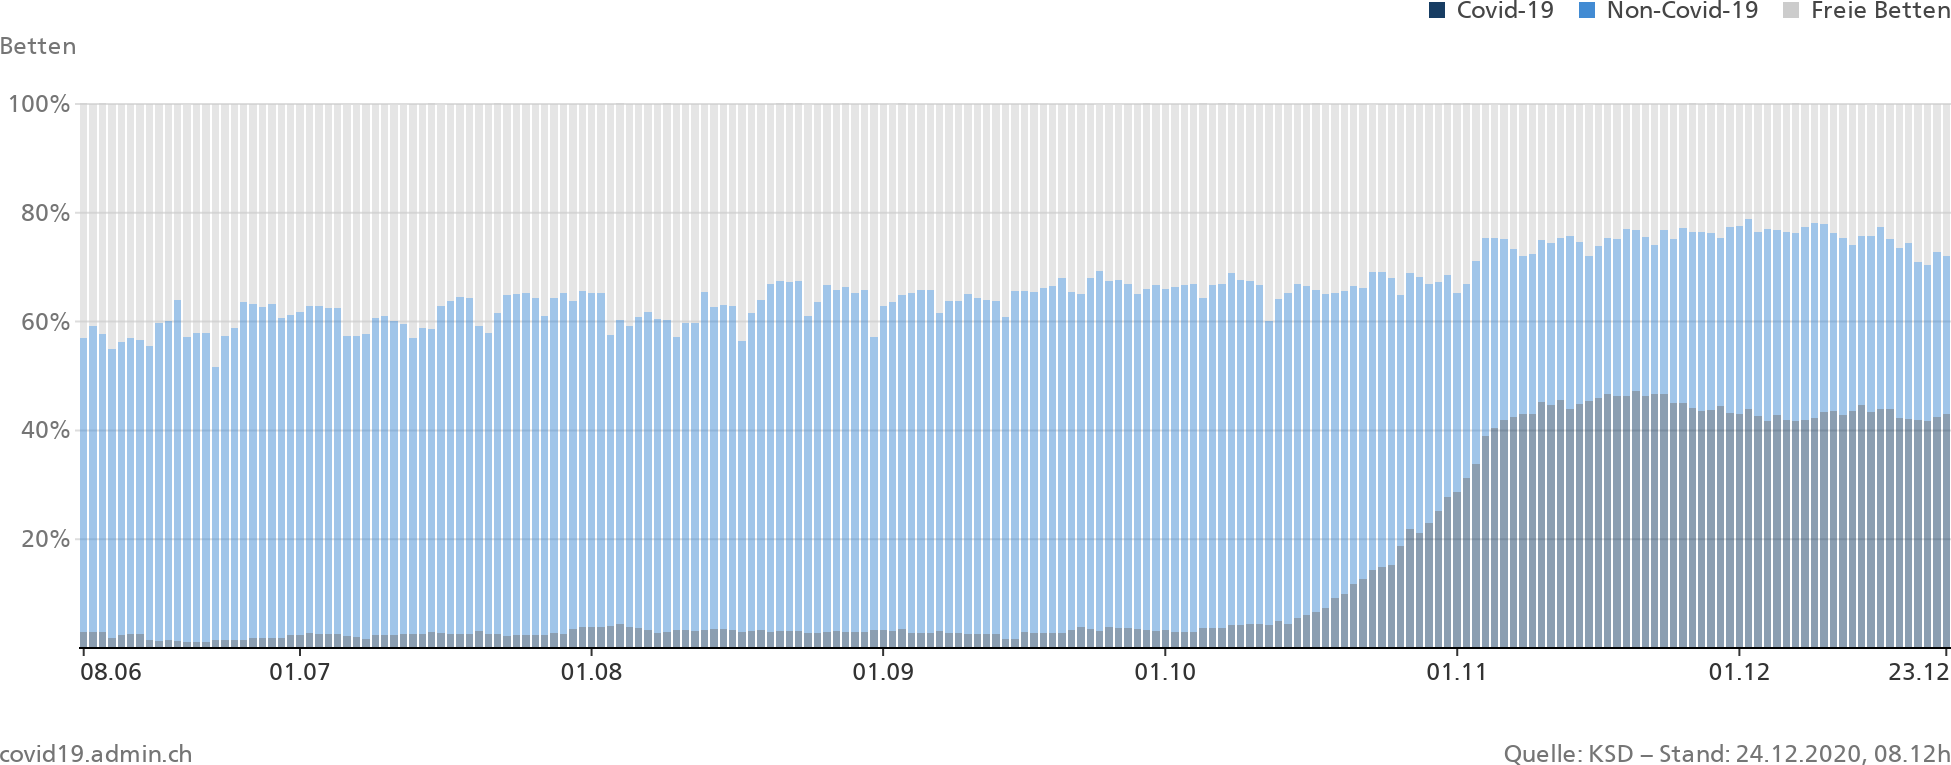 Covid-19 Non-Covid-19 Freie Betten
Betten
100%
80%
60%
40%
20%
08.06 01.07 01.08 01.09 01.10 01.11 01.12 23.12
covid19.admin.ch Quelle: KSD – Stand: 24.12.2020, 08.12h